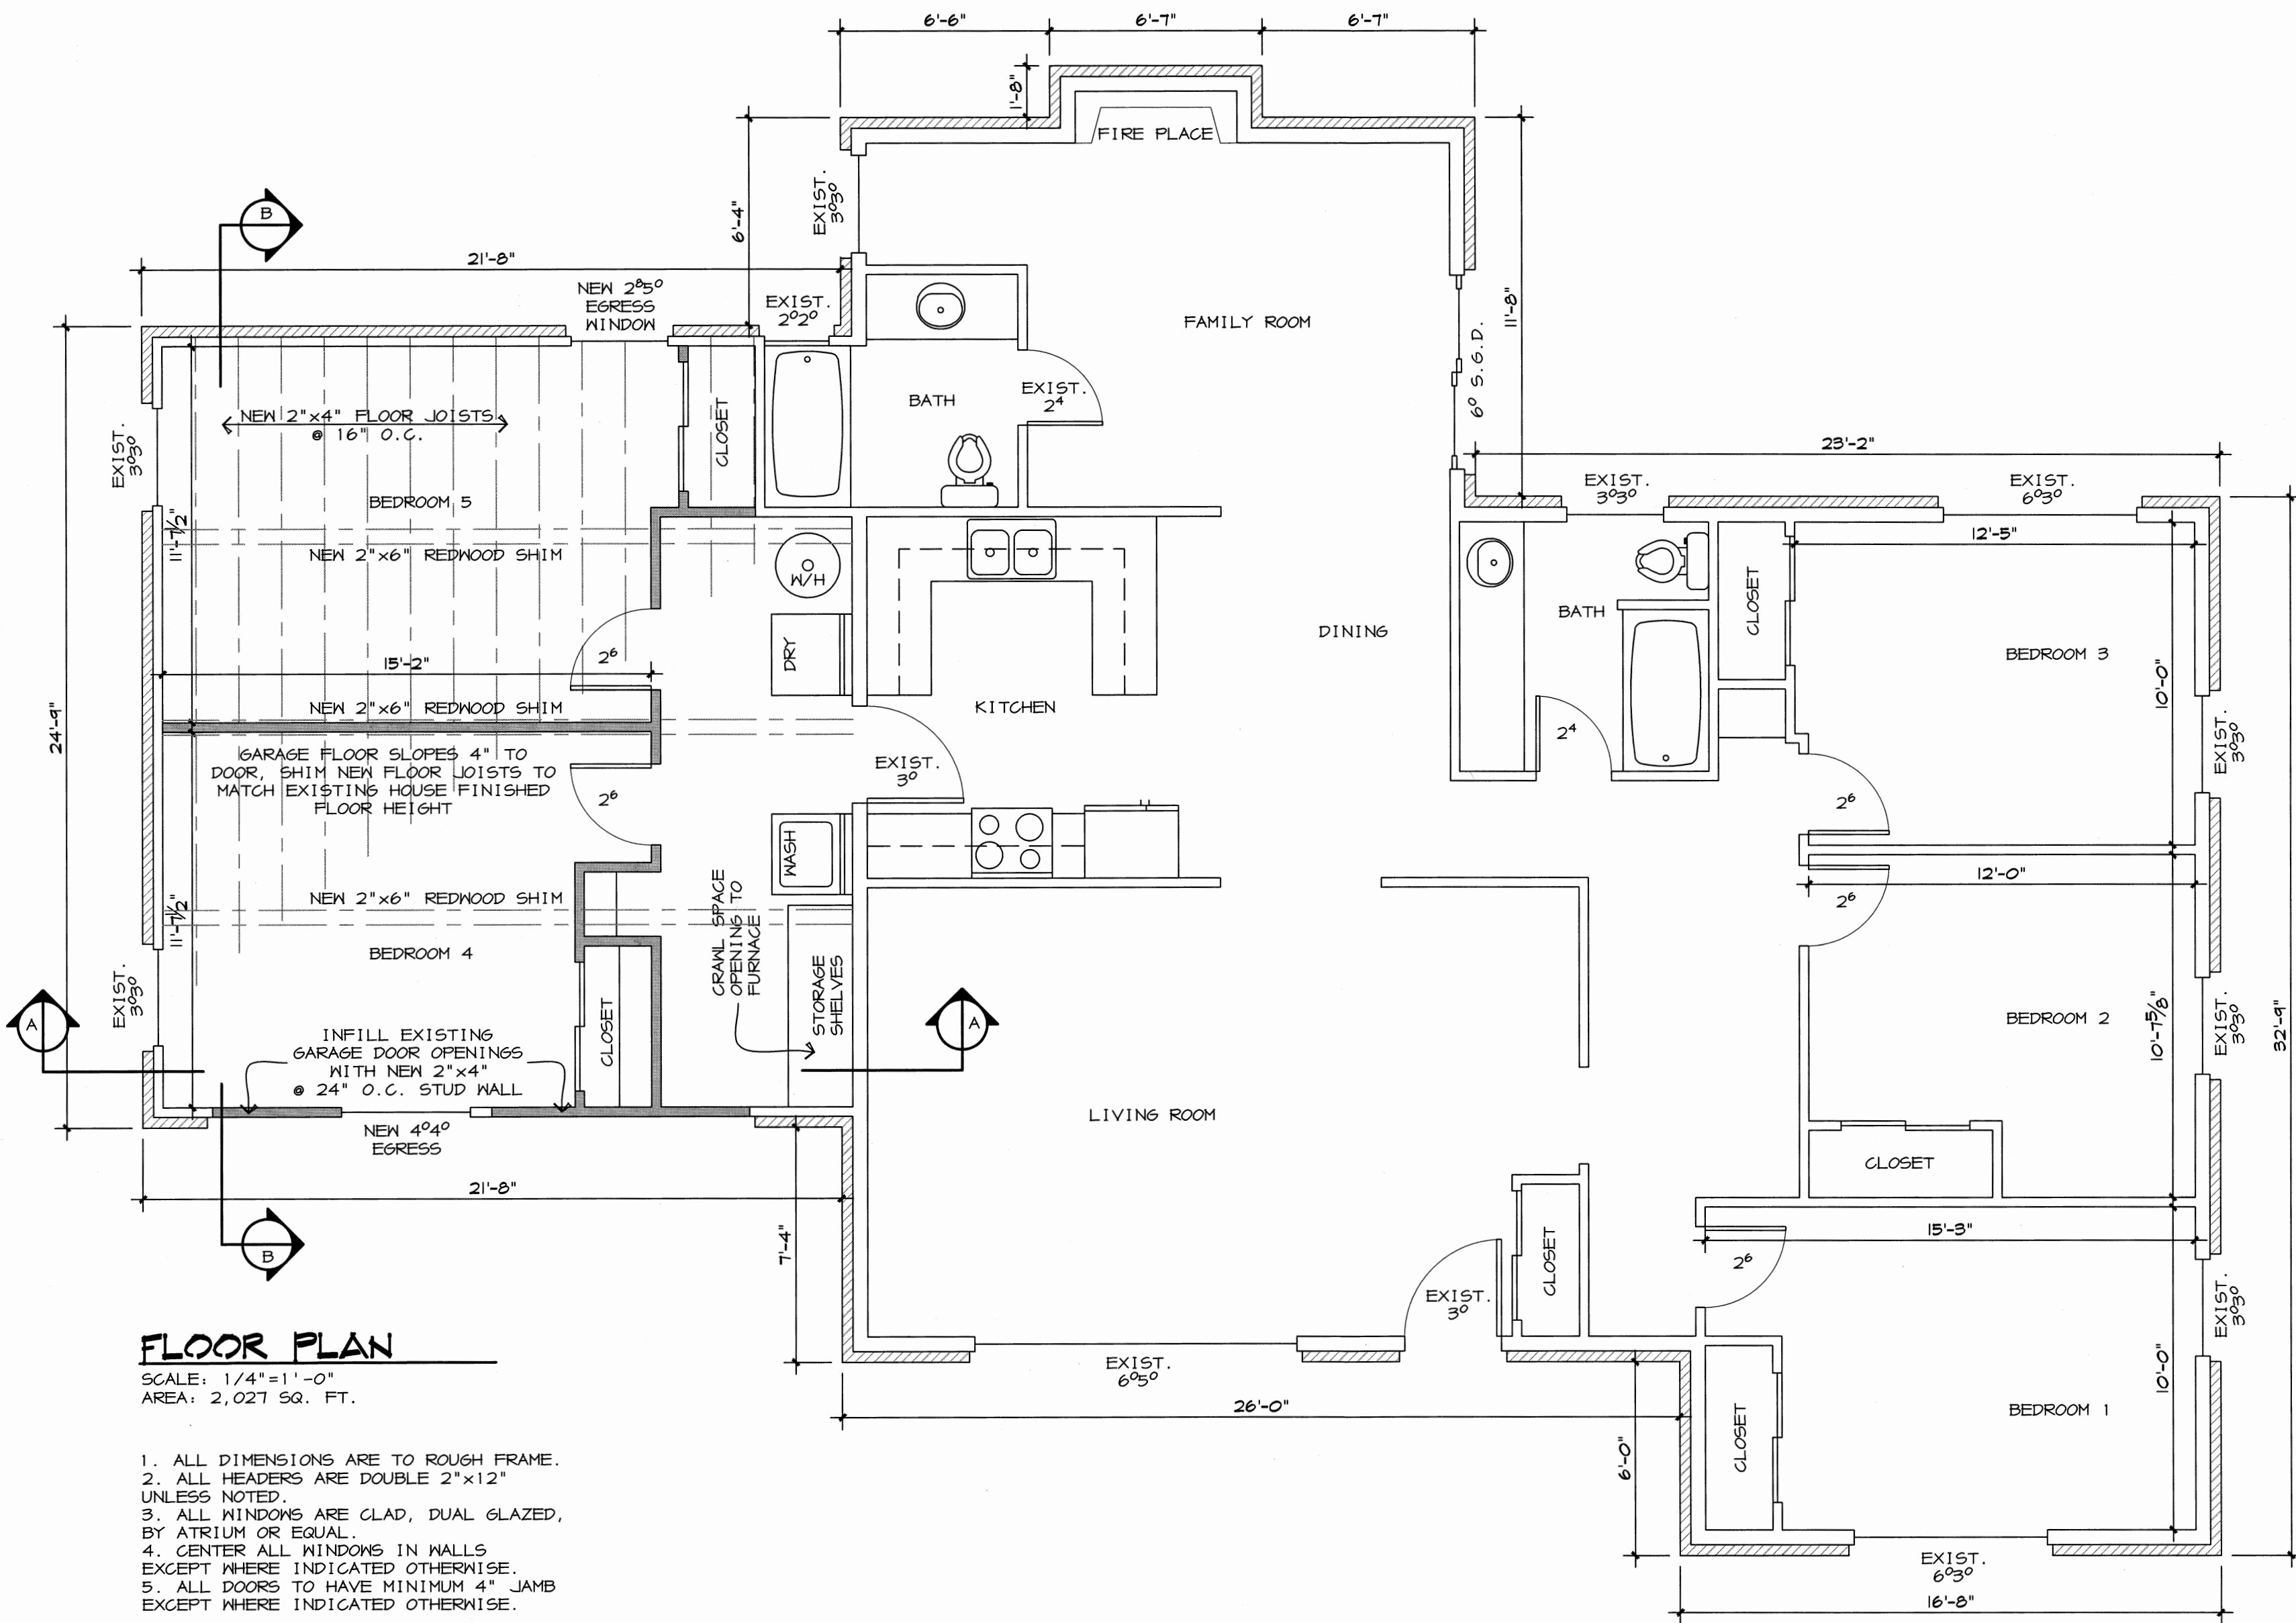 6'-6"
6'-7"
6'-7"
1'-8"
FIRE PLACE
EXIST.
3⁰3⁰
6'-4"
B
21'-8"
NEW 2⁸5⁰
EGRESS
WINDOW
EXIST.
2⁰2⁰
FAMILY ROOM
11'-8"
6⁰ S.G.D.
EXIST.
2⁴
BATH
CLOSET
NEW 2"x4" FLOOR JOISTS
@ 16" O.C.
EXIST.
3⁰3⁰
23'-2"
EXIST.
3⁰3⁰
EXIST.
6⁰3⁰
BEDROOM 5
11'-7½"
NEW 2"x6" REDWOOD SHIM
W/H
12'-5"
CLOSET
BATH
DINING
DRY
2⁶
15'-2"
BEDROOM 3
10'-0"
NEW 2"x6" REDWOOD SHIM
KITCHEN
24'-9"
2⁴
EXIST.
3⁰3⁰
GARAGE FLOOR SLOPES 4" TO
DOOR, SHIM NEW FLOOR JOISTS TO
MATCH EXISTING HOUSE FINISHED
FLOOR HEIGHT
EXIST.
3⁰
2⁶
2⁶
WASH
12'-0"
2⁶
NEW 2"x6" REDWOOD SHIM
11'-7½"
CRAWL SPACE
OPENING TO
FURNACE
BEDROOM 4
EXIST.
3⁰3⁰
STORAGE
SHELVES
A
A
BEDROOM 2
10'-7⅝"
EXIST.
3⁰3⁰
32'-9"
CLOSET
INFILL EXISTING
GARAGE DOOR OPENINGS
WITH NEW 2"x4"
@ 24" O.C. STUD WALL
LIVING ROOM
NEW 4⁰4⁰
EGRESS
CLOSET
21'-8"
7'-4"
B
15'-3"
2⁶
CLOSET
EXIST.
3⁰
EXIST.
3⁰3⁰
EXIST.
6⁰5⁰
10'-0"
26'-0"
BEDROOM 1
CLOSET
6'-0"
EXIST.
6⁰3⁰
16'-8"
FLOOR PLAN
SCALE: 1/4"=1'-0"
AREA: 2,027 SQ. FT.
1. ALL DIMENSIONS ARE TO ROUGH FRAME.
2. ALL HEADERS ARE DOUBLE 2"x12"
UNLESS NOTED.
3. ALL WINDOWS ARE CLAD, DUAL GLAZED,
BY ATRIUM OR EQUAL.
4. CENTER ALL WINDOWS IN WALLS
EXCEPT WHERE INDICATED OTHERWISE.
5. ALL DOORS TO HAVE MINIMUM 4" JAMB
EXCEPT WHERE INDICATED OTHERWISE.